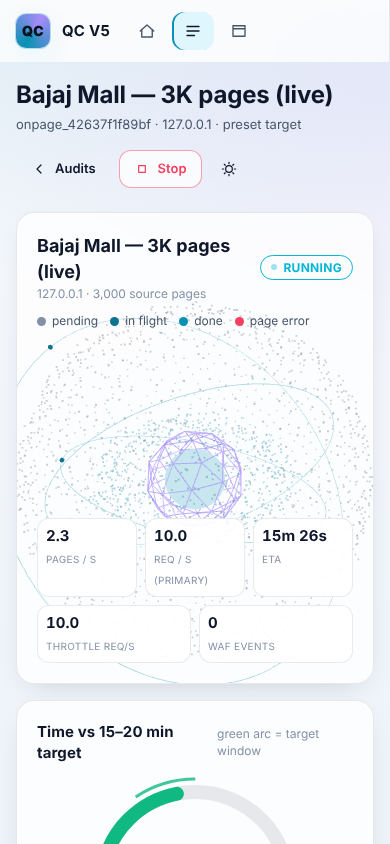 QC QC V5
Bajaj Mall — 3K pages (live)
onpage_42637f1f89bf · 127.0.0.1 · preset target
Audits
Stop
Bajaj Mall — 3K pages
(live)
RUNNING
127.0.0.1 · 3,000 source pages
pending in flight done page error
2.3
PAGES / S
10.0
REQ / S
(PRIMARY)
15m 26s
ETA
10.0
THROTTLE REQ/S
0
WAF EVENTS
Time vs 15–20 min
target
green arc = target
window